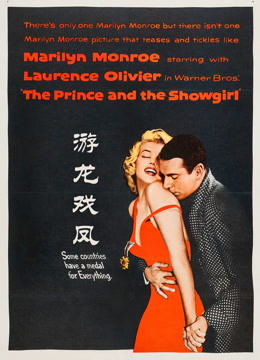 There's only one Marilyn Monroe but there isn't one
Marilyn Monroe picture that teases and tickles like
Marilyn Monroe starring with
Laurence Olivier in Warner Bros.'
"The Prince and the Showgirl"
游
龙
戏
凤
Some countries
have a medal
for Everything.